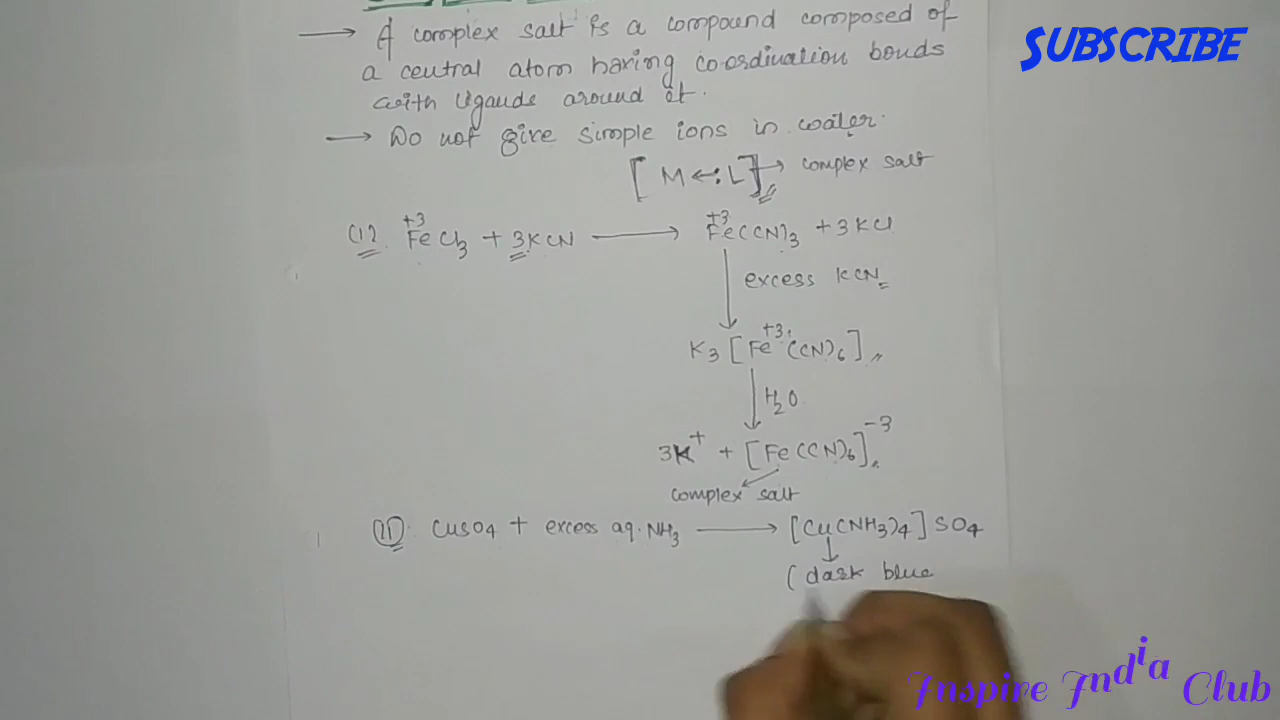 → A complex salt is a compound composed of
a central atom having co-ordination bonds
with ligands around it.
→ Do not give simple ions in water.
[ M ←: L ] → complex salt
(i) +3
FeCl3 + 3KCN → +3
Fe(CN)3 + 3KCl
excess KCN
K3 [Fe+3 (CN)6]
H2O
3K+ + [Fe(CN)6]-3
complex salt
(ii) CuSO4 + excess aq. NH3 → [Cu(NH3)4] SO4
(dark blue
SUBSCRIBE
Inspire India Club